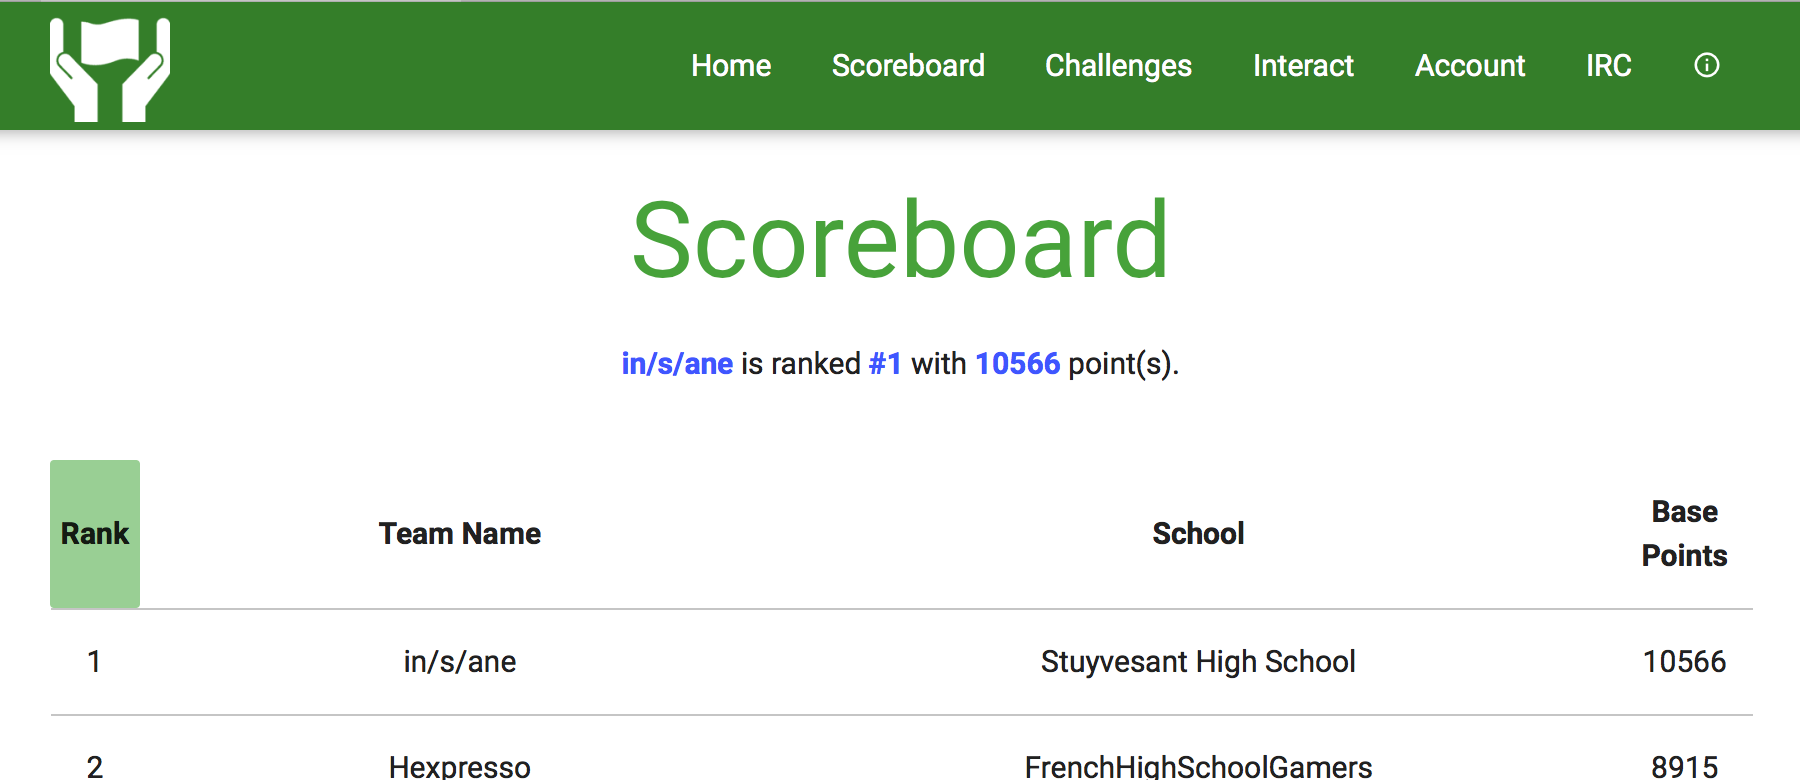 Home Scoreboard Challenges Interact Account IRC
Scoreboard
in/s/ane is ranked #1 with 10566 point(s).
Rank Team Name School Base Points
1 in/s/ane Stuyvesant High School 10566
2 Hexpresso FrenchHighSchoolGamers 8915